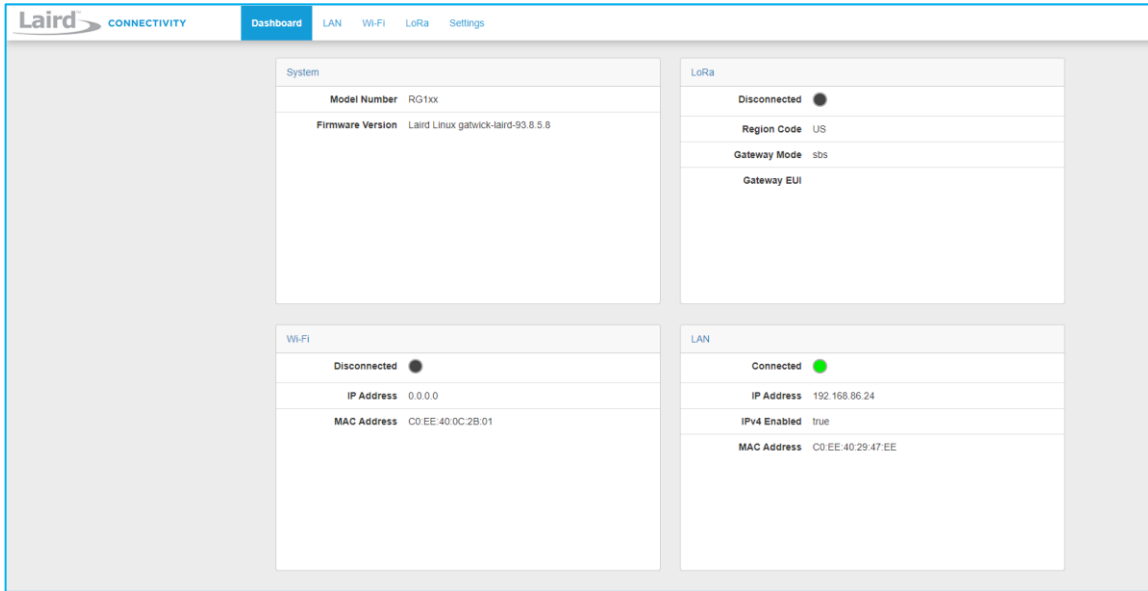 Laird™ CONNECTIVITY
Dashboard LAN Wi-Fi LoRa Settings
System
Model Number RG1xx
Firmware Version Laird Linux gatwick-laird-93.8.5.8
LoRa
Disconnected
Region Code US
Gateway Mode sbs
Gateway EUI
Wi-Fi
Disconnected
IP Address 0.0.0.0
MAC Address C0:EE:40:0C:2B:01
LAN
Connected
IP Address 192.168.86.24
IPv4 Enabled true
MAC Address C0:EE:40:29:47:EE